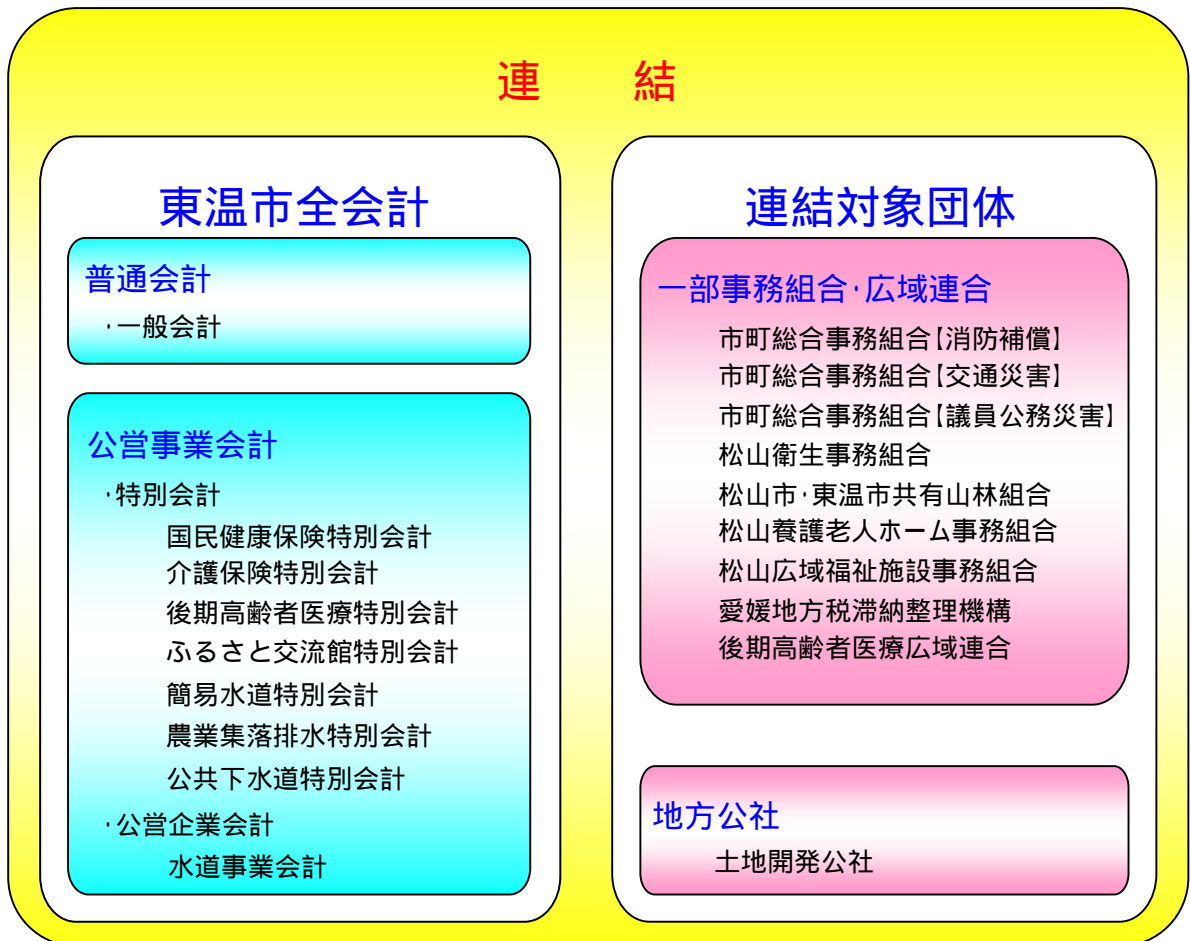 連　結
東温市全会計
普通会計
・一般会計
公営事業会計
・特別会計
国民健康保険特別会計
介護保険特別会計
後期高齢者医療特別会計
ふるさと交流館特別会計
簡易水道特別会計
農業集落排水特別会計
公共下水道特別会計
・公営企業会計
水道事業会計
連結対象団体
一部事務組合・広域連合
市町総合事務組合【消防補償】
市町総合事務組合【交通災害】
市町総合事務組合【議員公務災害】
松山衛生事務組合
松山市・東温市共有山林組合
松山養護老人ホーム事務組合
松山広域福祉施設事務組合
愛媛地方税滞納整理機構
後期高齢者医療広域連合
地方公社
土地開発公社